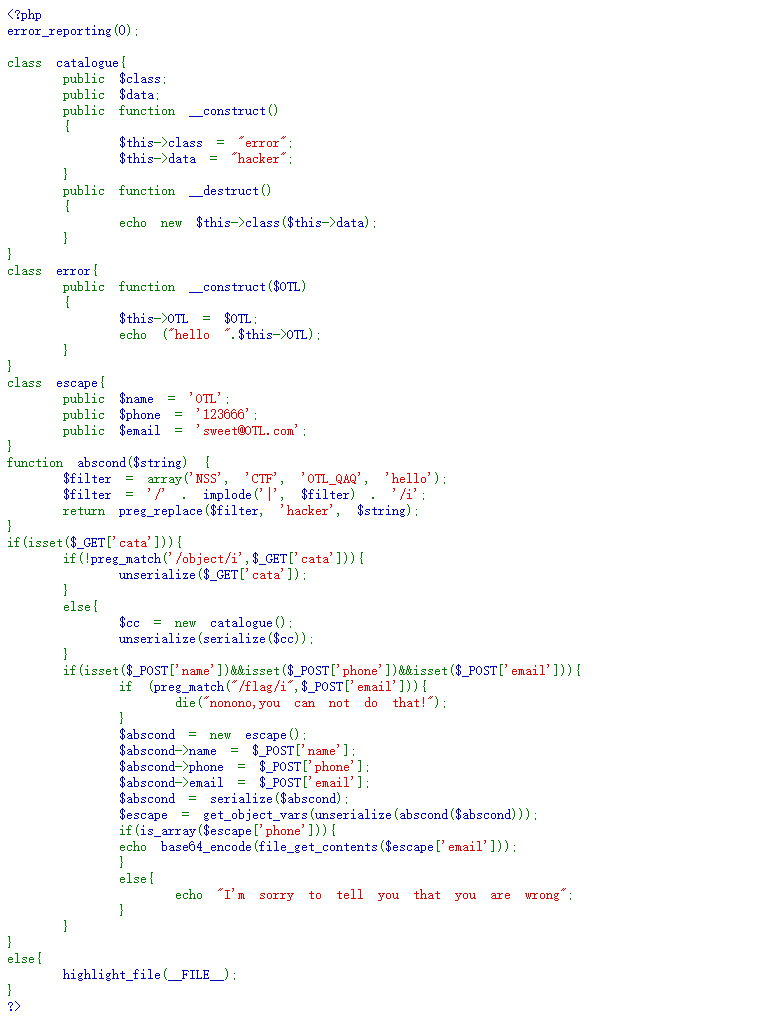 <?php
error_reporting(0);
class catalogue{
public $class;
public $data;
public function __construct()
{
$this->class = "error";
$this->data = "hacker";
}
public function __destruct()
{
echo new $this->class($this->data);
}
}
class error{
public function __construct($OTL)
{
$this->OTL = $OTL;
echo ("hello ".$this->OTL);
}
}
class escape{
public $name = 'OTL';
public $phone = '123666';
public $email = 'sweet@OTL.com';
}
function abscond($string) {
$filter = array('NSS', 'CTF', 'OTL_QAQ', 'hello');
$filter = '/' . implode('|', $filter) . '/i';
return preg_replace($filter, 'hacker', $string);
}
if(isset($_GET['cata'])){
if(!preg_match('/object/i',$_GET['cata'])){
unserialize($_GET['cata']);
}
else{
$cc = new catalogue();
unserialize(serialize($cc));
}
if(isset($_POST['name'])&&isset($_POST['phone'])&&isset($_POST['email'])){
if (preg_match("/flag/i",$_POST['email'])){
die("nonono,you can not do that!");
}
$abscond = new escape();
$abscond->name = $_POST['name'];
$abscond->phone = $_POST['phone'];
$abscond->email = $_POST['email'];
$abscond = serialize($abscond);
$escape = get_object_vars(unserialize(abscond($abscond)));
if(is_array($escape['phone'])){
echo base64_encode(file_get_contents($escape['email']));
}
else{
echo "I'm sorry to tell you that you are wrong";
}
}
}
else{
highlight_file(__FILE__);
}
?>